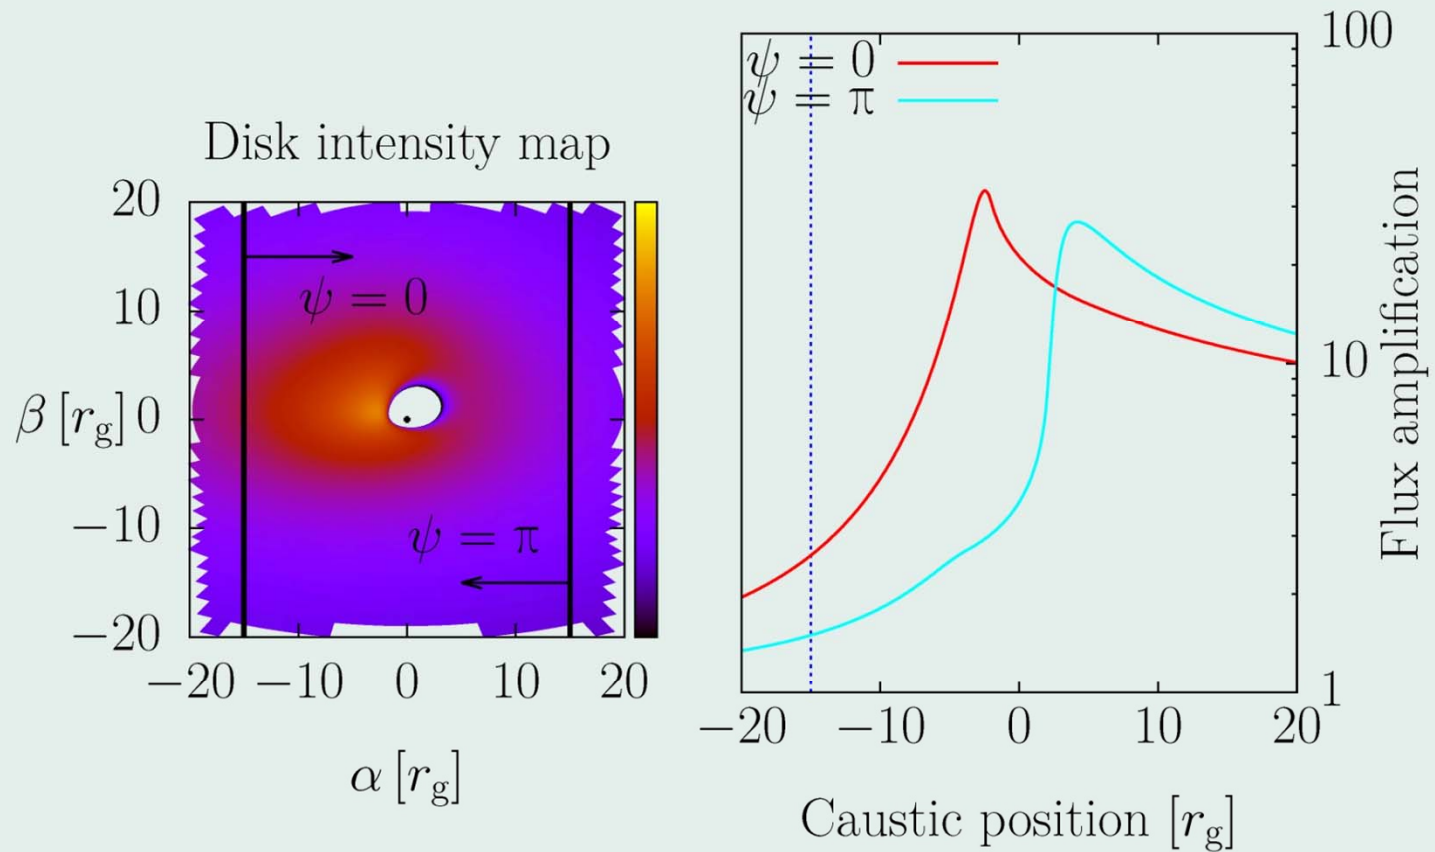 Disk intensity map
20
10
0
−10
−20
β [r_g]
−20 −10 0 10 20
α [r_g]
ψ = 0
ψ = π
ψ = 0
ψ = π
100
10
1
Flux amplification
−20 −10 0 10 20
Caustic position [r_g]